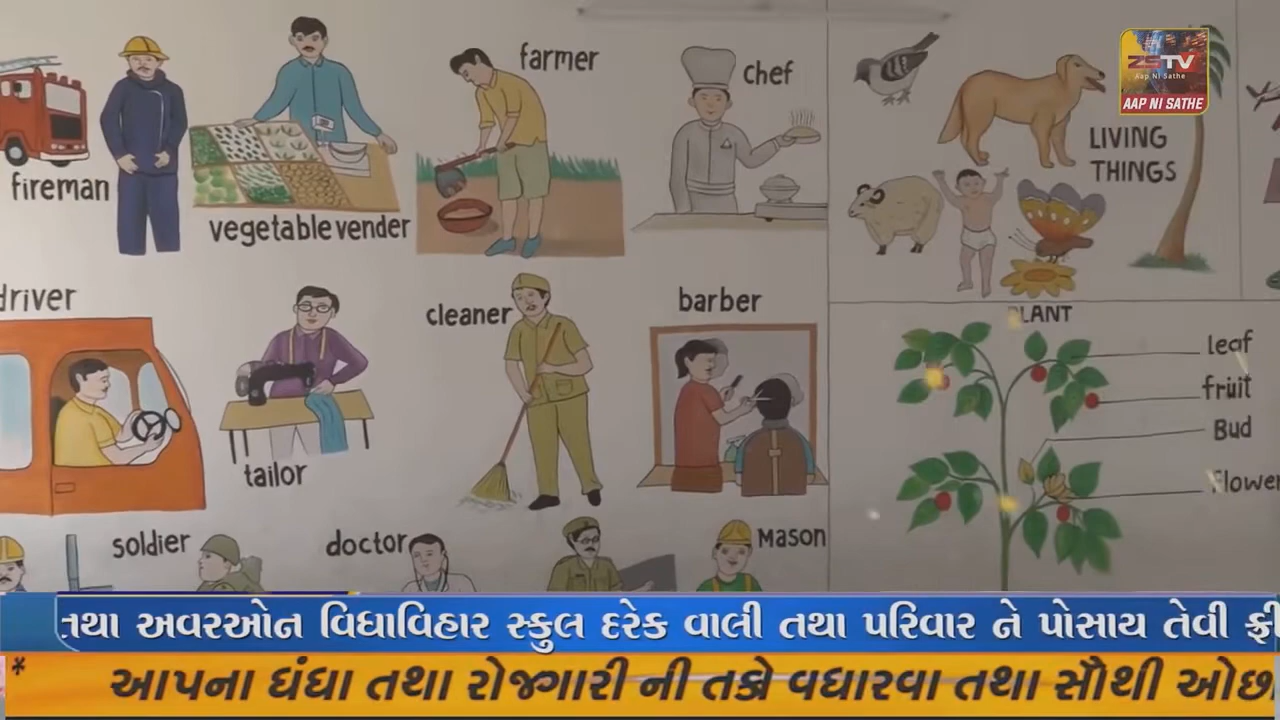 farmer
chef
ZSTV
Aap Ni Sathe
AAP NI SATHE
LIVING
THINGS
fireman
vegetable vender
driver
cleaner
barber
PLANT
leaf
fruit
Bud
flower
tailor
soldier
doctor
MASON
તથા અવરઓન વિધાવિહાર સ્કુલ દરેક વાલી તથા પરિવાર ને પોસાય તેવી ફ્રી
* આપના ધંધા તથા રોજગારી ની તકો વધારવા તથા સૌથી ઓછા